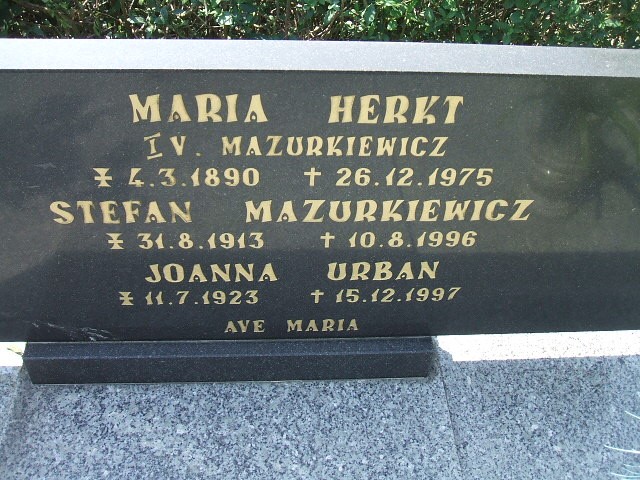 MARIA HERKT
I V. MAZURKIEWICZ
4.3.1890 † 26.12.1975
STEFAN MAZURKIEWICZ
31.8.1913 † 10.8.1996
JOANNA URBAN
11.7.1923 † 15.12.1997
AVE MARIA